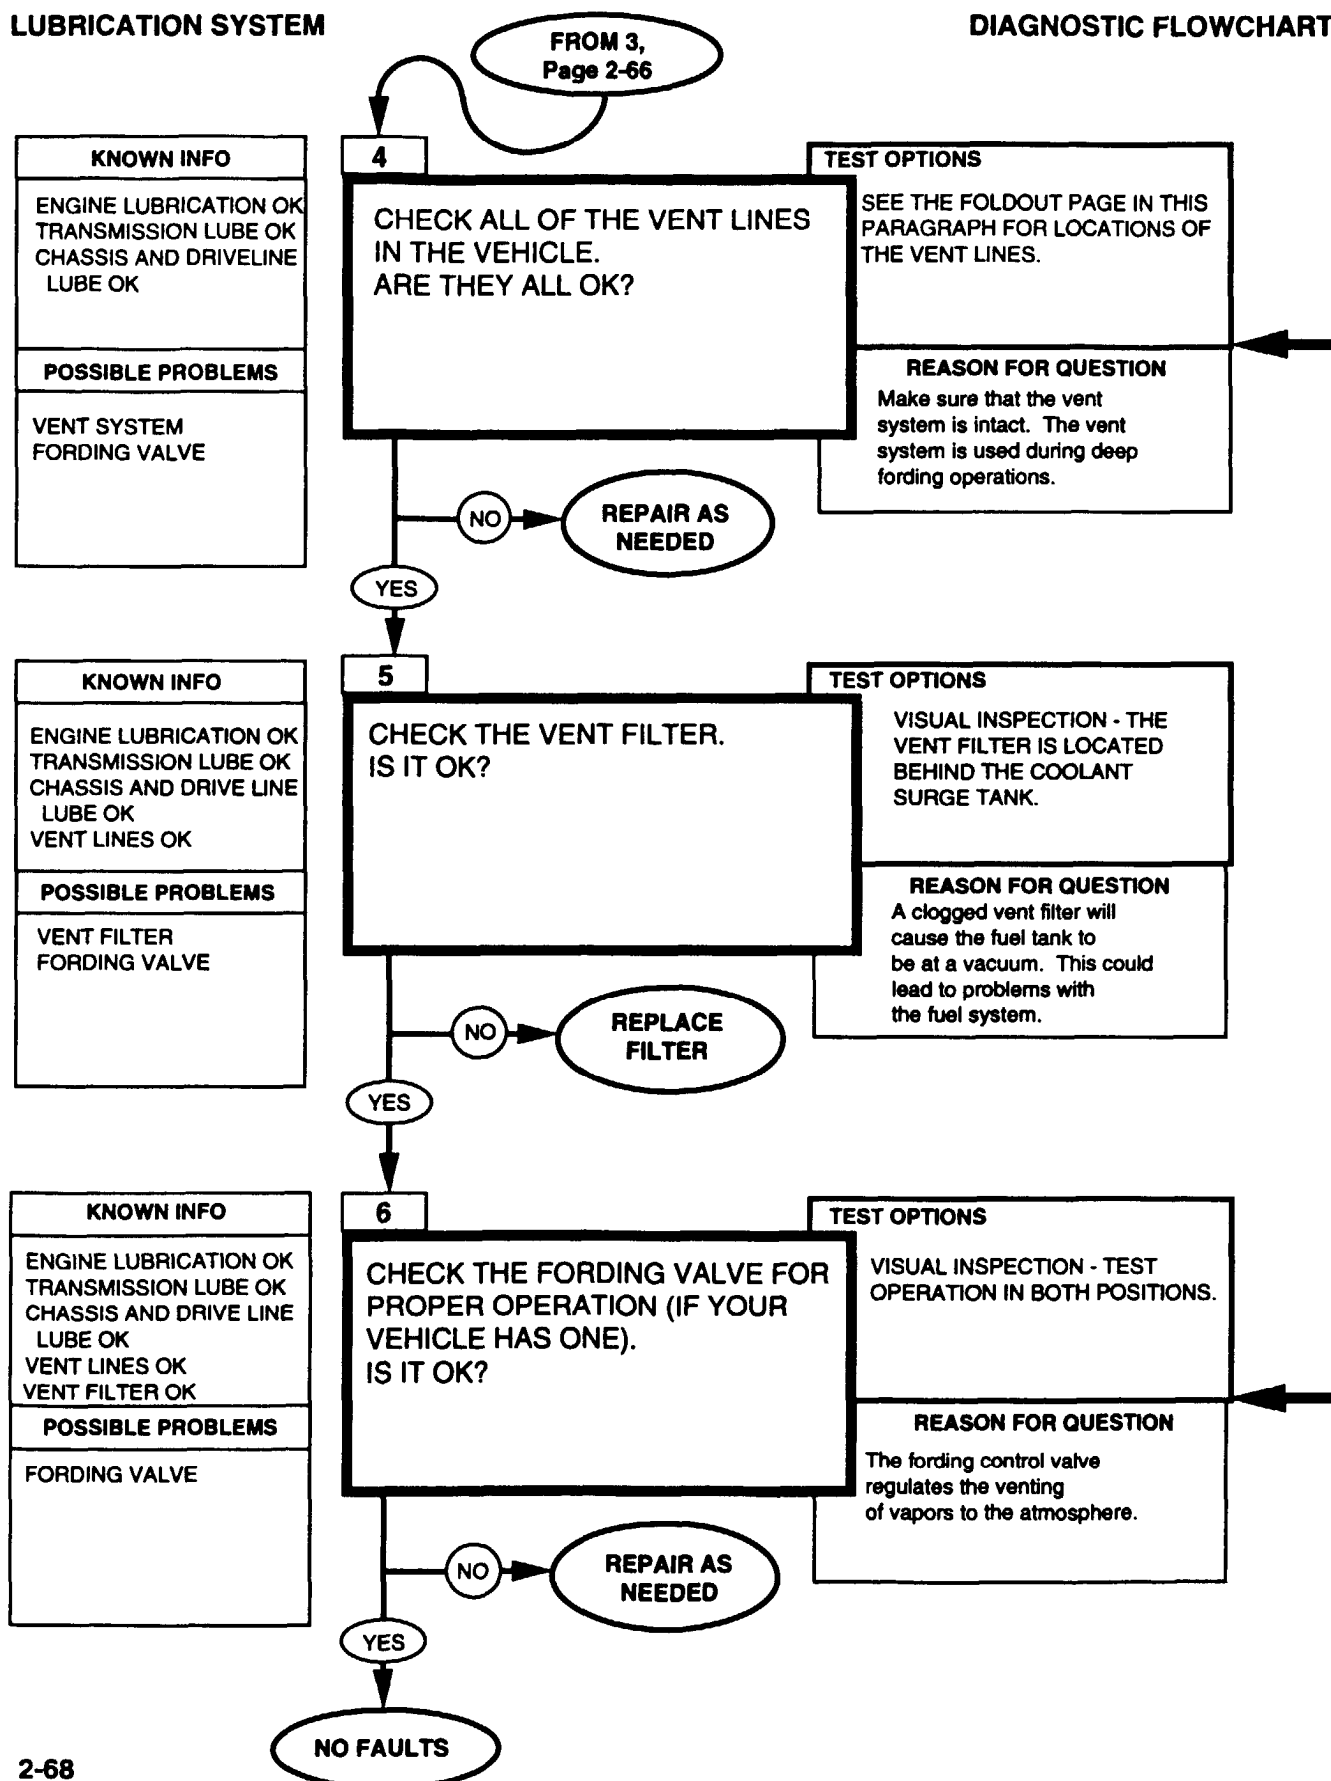 LUBRICATION SYSTEM
DIAGNOSTIC FLOWCHART
FROM 3,
Page 2-66
KNOWN INFO
ENGINE LUBRICATION OK
TRANSMISSION LUBE OK
CHASSIS AND DRIVELINE
LUBE OK
POSSIBLE PROBLEMS
VENT SYSTEM
FORDING VALVE
4
CHECK ALL OF THE VENT LINES
IN THE VEHICLE.
ARE THEY ALL OK?
TEST OPTIONS
SEE THE FOLDOUT PAGE IN THIS
PARAGRAPH FOR LOCATIONS OF
THE VENT LINES.
REASON FOR QUESTION
Make sure that the vent
system is intact. The vent
system is used during deep
fording operations.
NO
REPAIR AS
NEEDED
YES
KNOWN INFO
ENGINE LUBRICATION OK
TRANSMISSION LUBE OK
CHASSIS AND DRIVE LINE
LUBE OK
VENT LINES OK
POSSIBLE PROBLEMS
VENT FILTER
FORDING VALVE
5
CHECK THE VENT FILTER.
IS IT OK?
TEST OPTIONS
VISUAL INSPECTION - THE
VENT FILTER IS LOCATED
BEHIND THE COOLANT
SURGE TANK.
REASON FOR QUESTION
A clogged vent filter will
cause the fuel tank to
be at a vacuum. This could
lead to problems with
the fuel system.
NO
REPLACE
FILTER
YES
KNOWN INFO
ENGINE LUBRICATION OK
TRANSMISSION LUBE OK
CHASSIS AND DRIVE LINE
LUBE OK
VENT LINES OK
VENT FILTER OK
POSSIBLE PROBLEMS
FORDING VALVE
6
CHECK THE FORDING VALVE FOR
PROPER OPERATION (IF YOUR
VEHICLE HAS ONE).
IS IT OK?
TEST OPTIONS
VISUAL INSPECTION - TEST
OPERATION IN BOTH POSITIONS.
REASON FOR QUESTION
The fording control valve
regulates the venting
of vapors to the atmosphere.
NO
REPAIR AS
NEEDED
YES
NO FAULTS
2-68